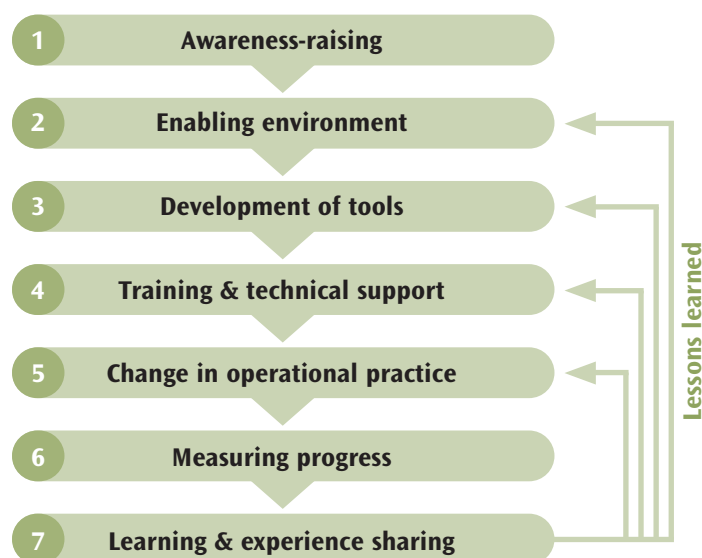 1 Awareness-raising
2 Enabling environment
3 Development of tools
4 Training & technical support
5 Change in operational practice
6 Measuring progress
7 Learning & experience sharing
Lessons learned